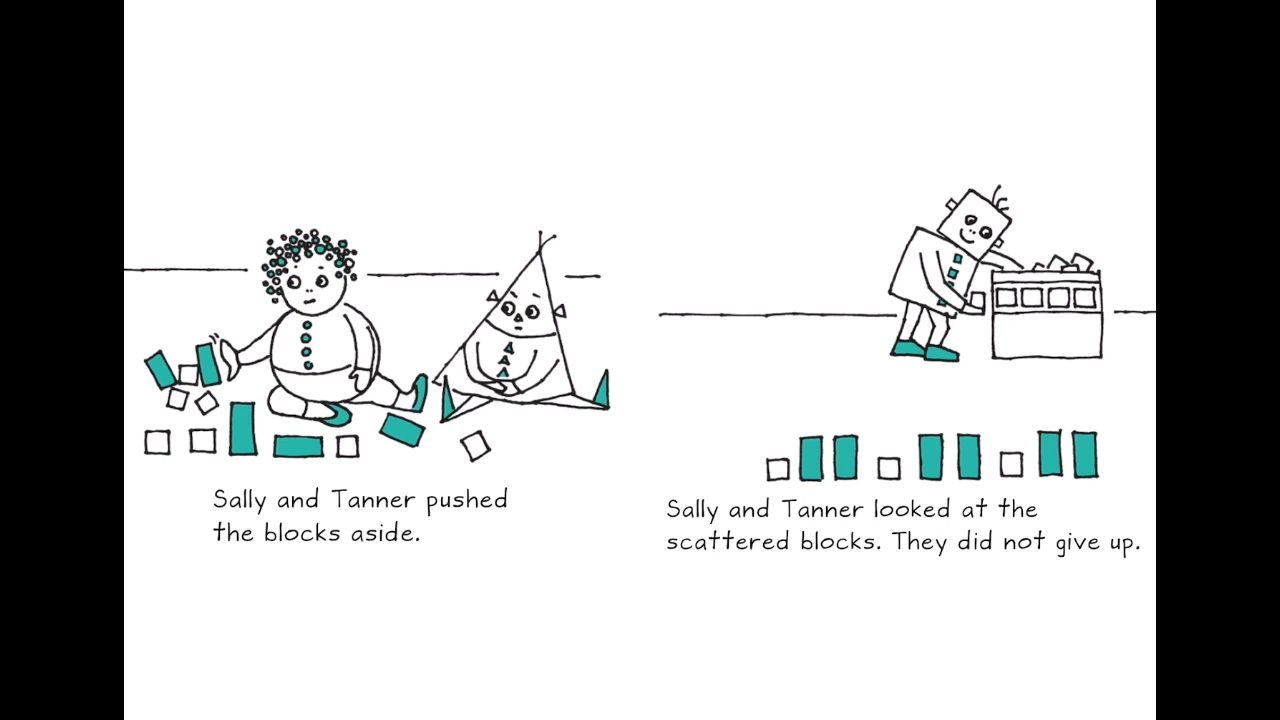 Sally and Tanner pushed
the blocks aside.
Sally and Tanner looked at the
scattered blocks. They did not give up.